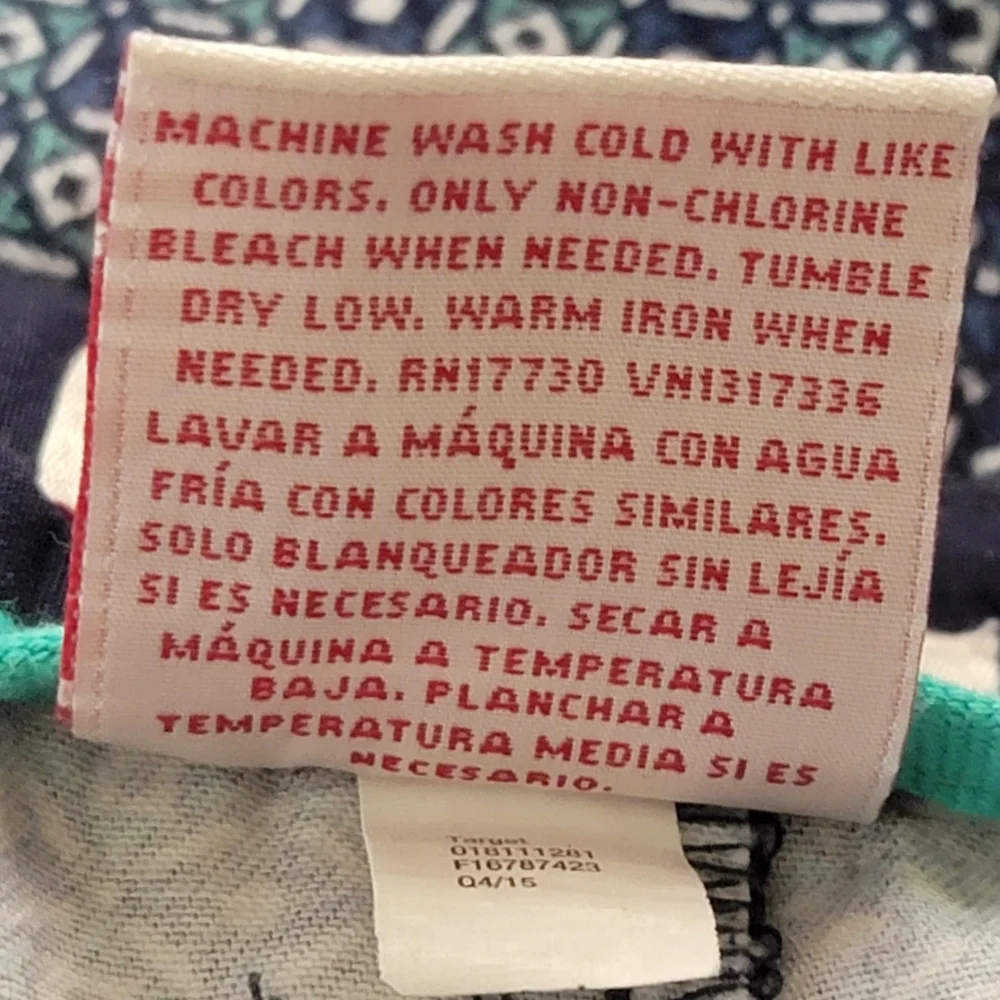 MACHINE WASH COLD WITH LIKE
COLORS. ONLY NON-CHLORINE
BLEACH WHEN NEEDED. TUMBLE
DRY LOW. WARM IRON WHEN
NEEDED. RN17730 VN1317336
LAVAR A MÁQUINA CON AGUA
FRÍA CON COLORES SIMILARES.
SOLO BLANQUEADOR SIN LEJÍA
SI ES NECESARIO. SECAR A
MÁQUINA A TEMPERATURA
BAJA. PLANCHAR A
TEMPERATURA MEDIA SI ES
NECESARIO.
Target
018111281
F16787423
Q4/15